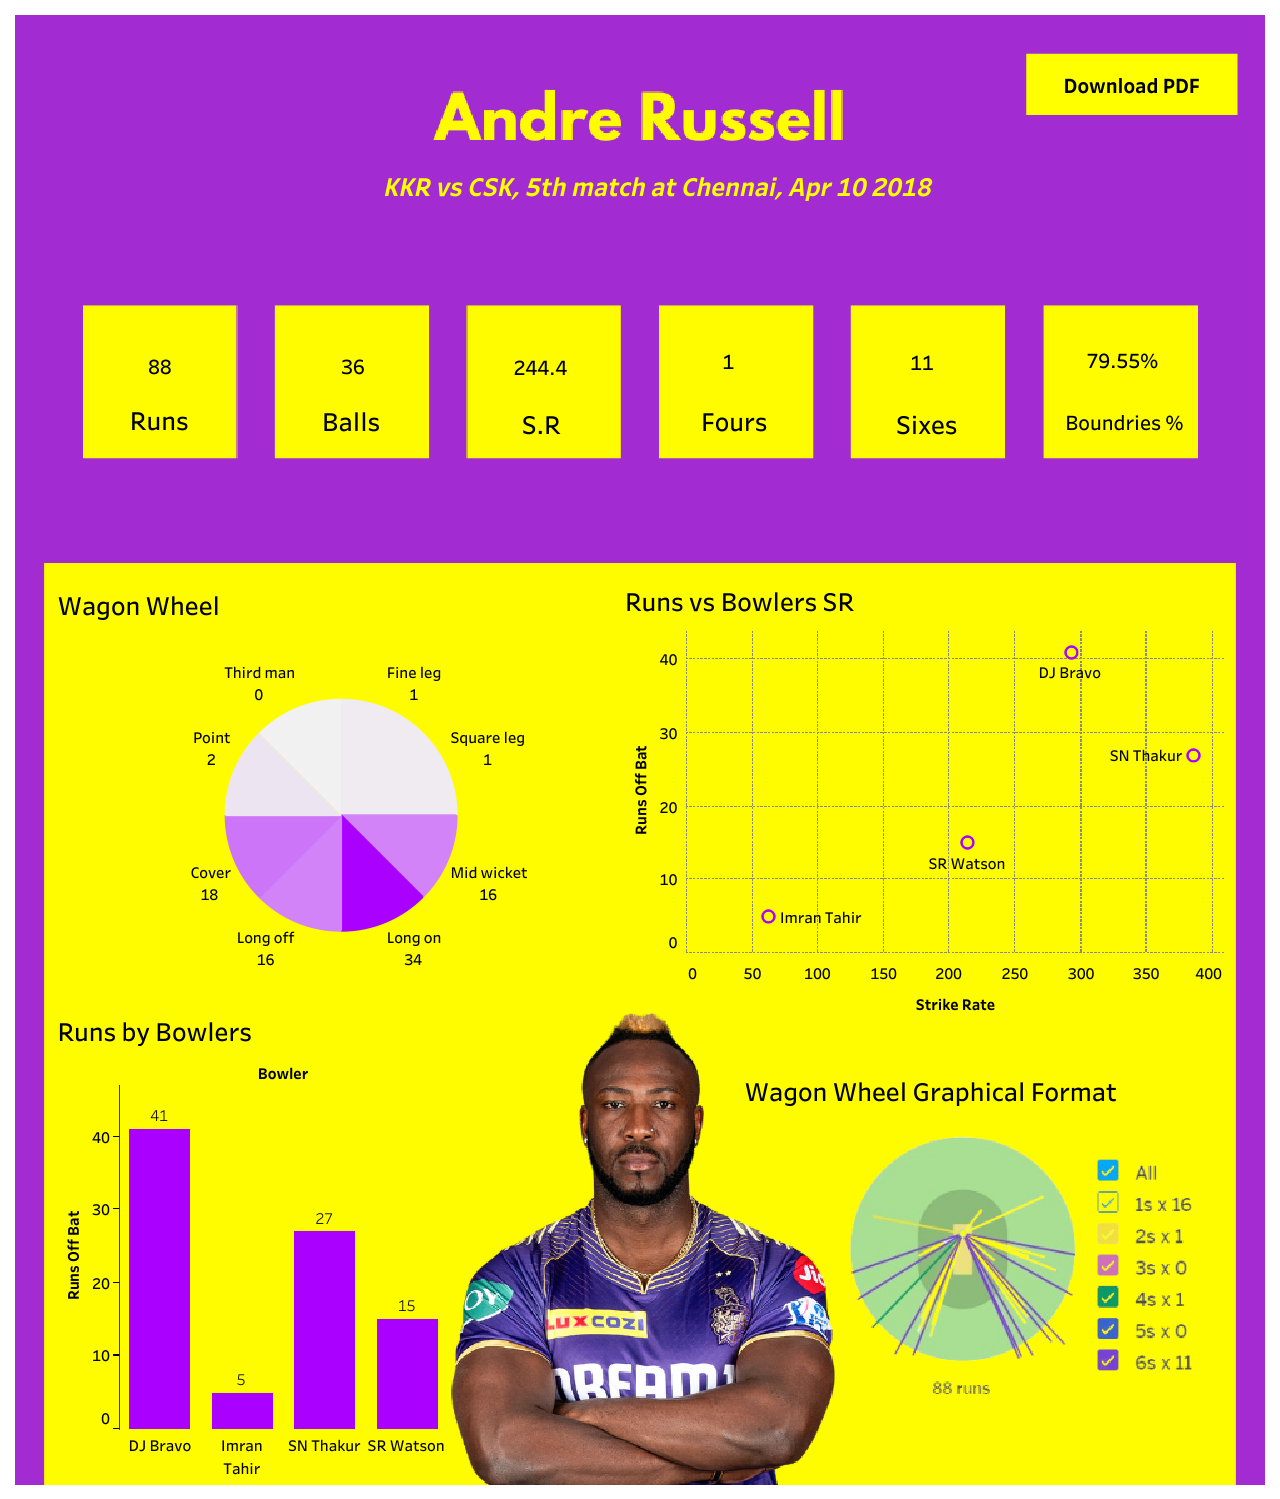 Download PDF
Andre Russell
KKR vs CSK, 5th match at Chennai, Apr 10 2018
88
Runs
36
Balls
244.4
S.R
1
Fours
11
Sixes
79.55%
Boundries %
Wagon Wheel
Third man
0
Fine leg
1
Point
2
Square leg
1
Cover
18
Mid wicket
16
Long off
16
Long on
34
Runs vs Bowlers SR
Runs Off Bat
40
30
20
10
0
DJ Bravo
SN Thakur
SR Watson
Imran Tahir
0 50 100 150 200 250 300 350 400
Strike Rate
Runs by Bowlers
Bowler
Runs Off Bat
40
30
20
10
0
41
5
27
15
DJ Bravo
Imran
Tahir
SN Thakur
SR Watson
LUX COZI
DREAM1
Wagon Wheel Graphical Format
All
1s x 16
2s x 1
3s x 0
4s x 1
5s x 0
6s x 11
88 runs